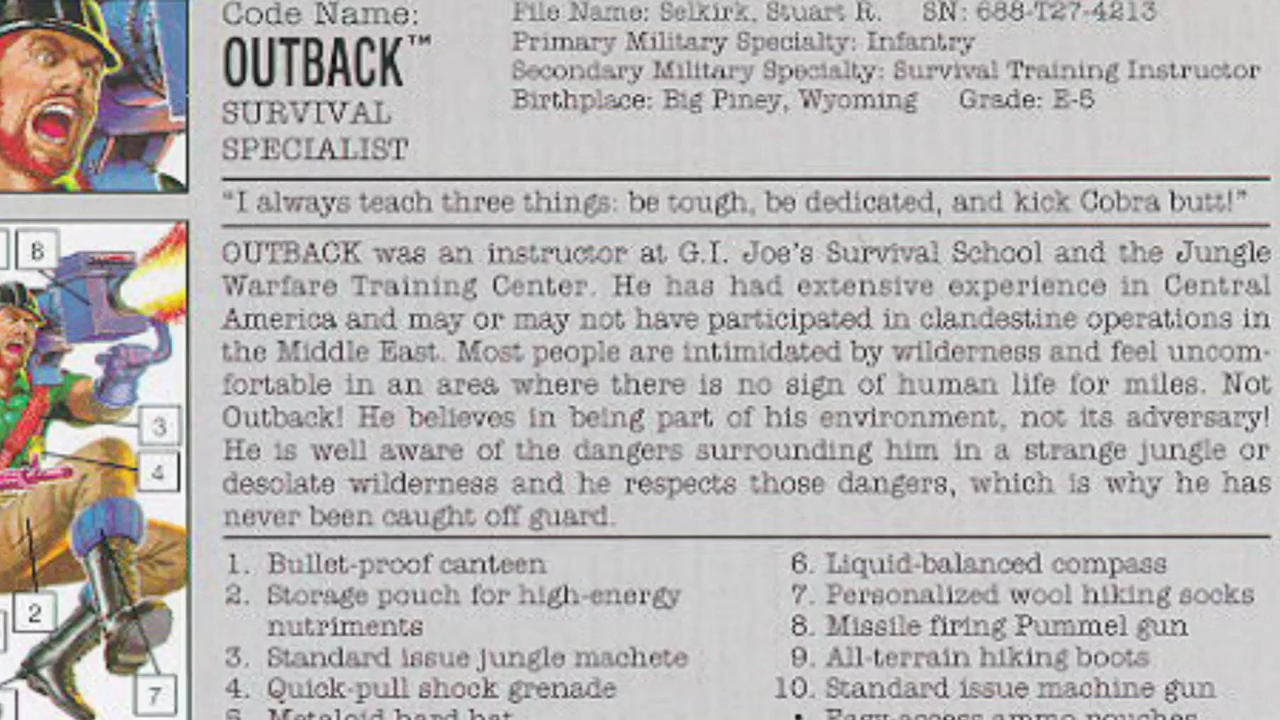 Code Name:
OUTBACK™
SURVIVAL
SPECIALIST
File Name: Selkirk, Stuart R. SN: 688-T27-4213
Primary Military Specialty: Infantry
Secondary Military Specialty: Survival Training Instructor
Birthplace: Big Piney, Wyoming Grade: E-5
"I always teach three things: be tough, be dedicated, and kick Cobra butt!"
OUTBACK was an instructor at G.I. Joe's Survival School and the Jungle
Warfare Training Center. He has had extensive experience in Central
America and may or may not have participated in clandestine operations in
the Middle East. Most people are intimidated by wilderness and feel uncom-
fortable in an area where there is no sign of human life for miles. Not
Outback! He believes in being part of his environment, not its adversary!
He is well aware of the dangers surrounding him in a strange jungle or
desolate wilderness and he respects those dangers, which is why he has
never been caught off guard.
1. Bullet-proof canteen
2. Storage pouch for high-energy
nutriments
3. Standard issue jungle machete
4. Quick-pull shock grenade
5. Metaloid hard hat
6. Liquid-balanced compass
7. Personalized wool hiking socks
8. Missile firing Pummel gun
9. All-terrain hiking boots
10. Standard issue machine gun
• Easy-access ammo pouches
8
3
4
2
7